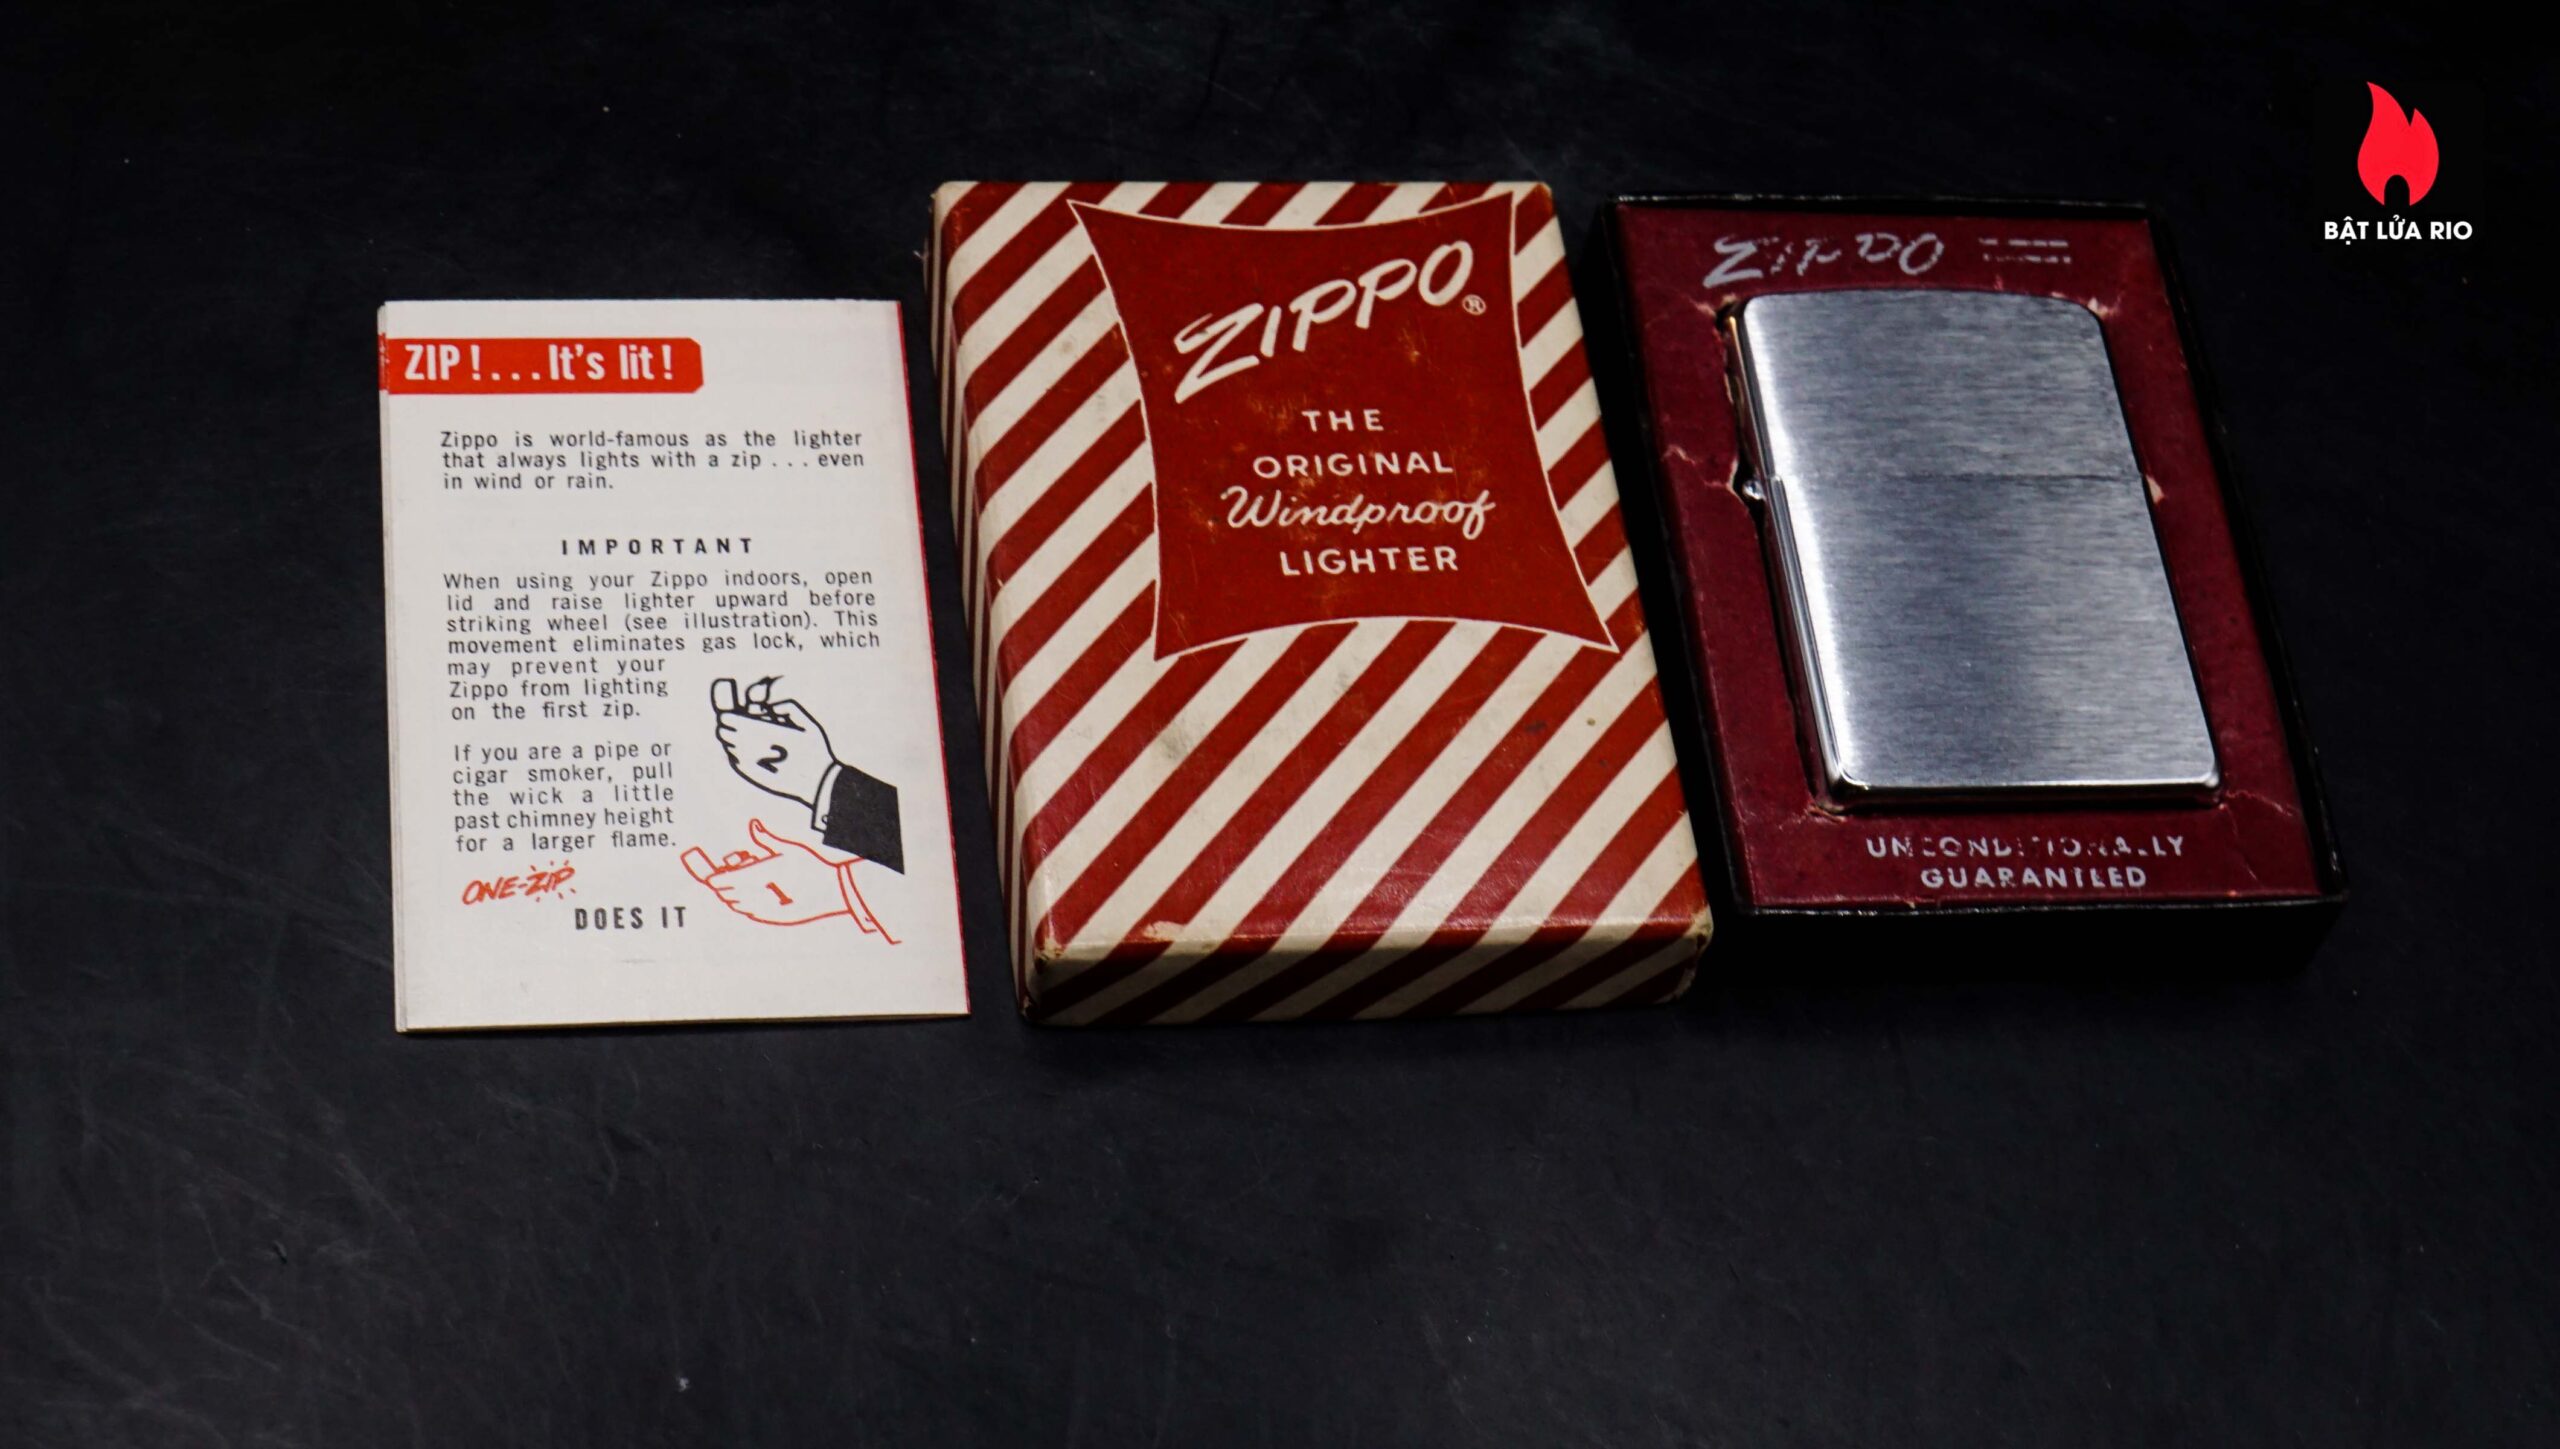 ZIP!...It's lit!
Zippo is world-famous as the lighter
that always lights with a zip...even
in wind or rain.
IMPORTANT
When using your Zippo indoors, open
lid and raise lighter upward before
striking wheel (see illustration). This
movement eliminates gas lock, which
may prevent your
Zippo from lighting
on the first zip.
If you are a pipe or
cigar smoker, pull
the wick a little
past chimney height
for a larger flame.
ONE-ZIP
DOES IT
2
1
ZIPPO®
THE
ORIGINAL
Windproof
LIGHTER
ZIPPO
UNCONDITIONALLY
GUARANTEED
BẬT LỬA RIO